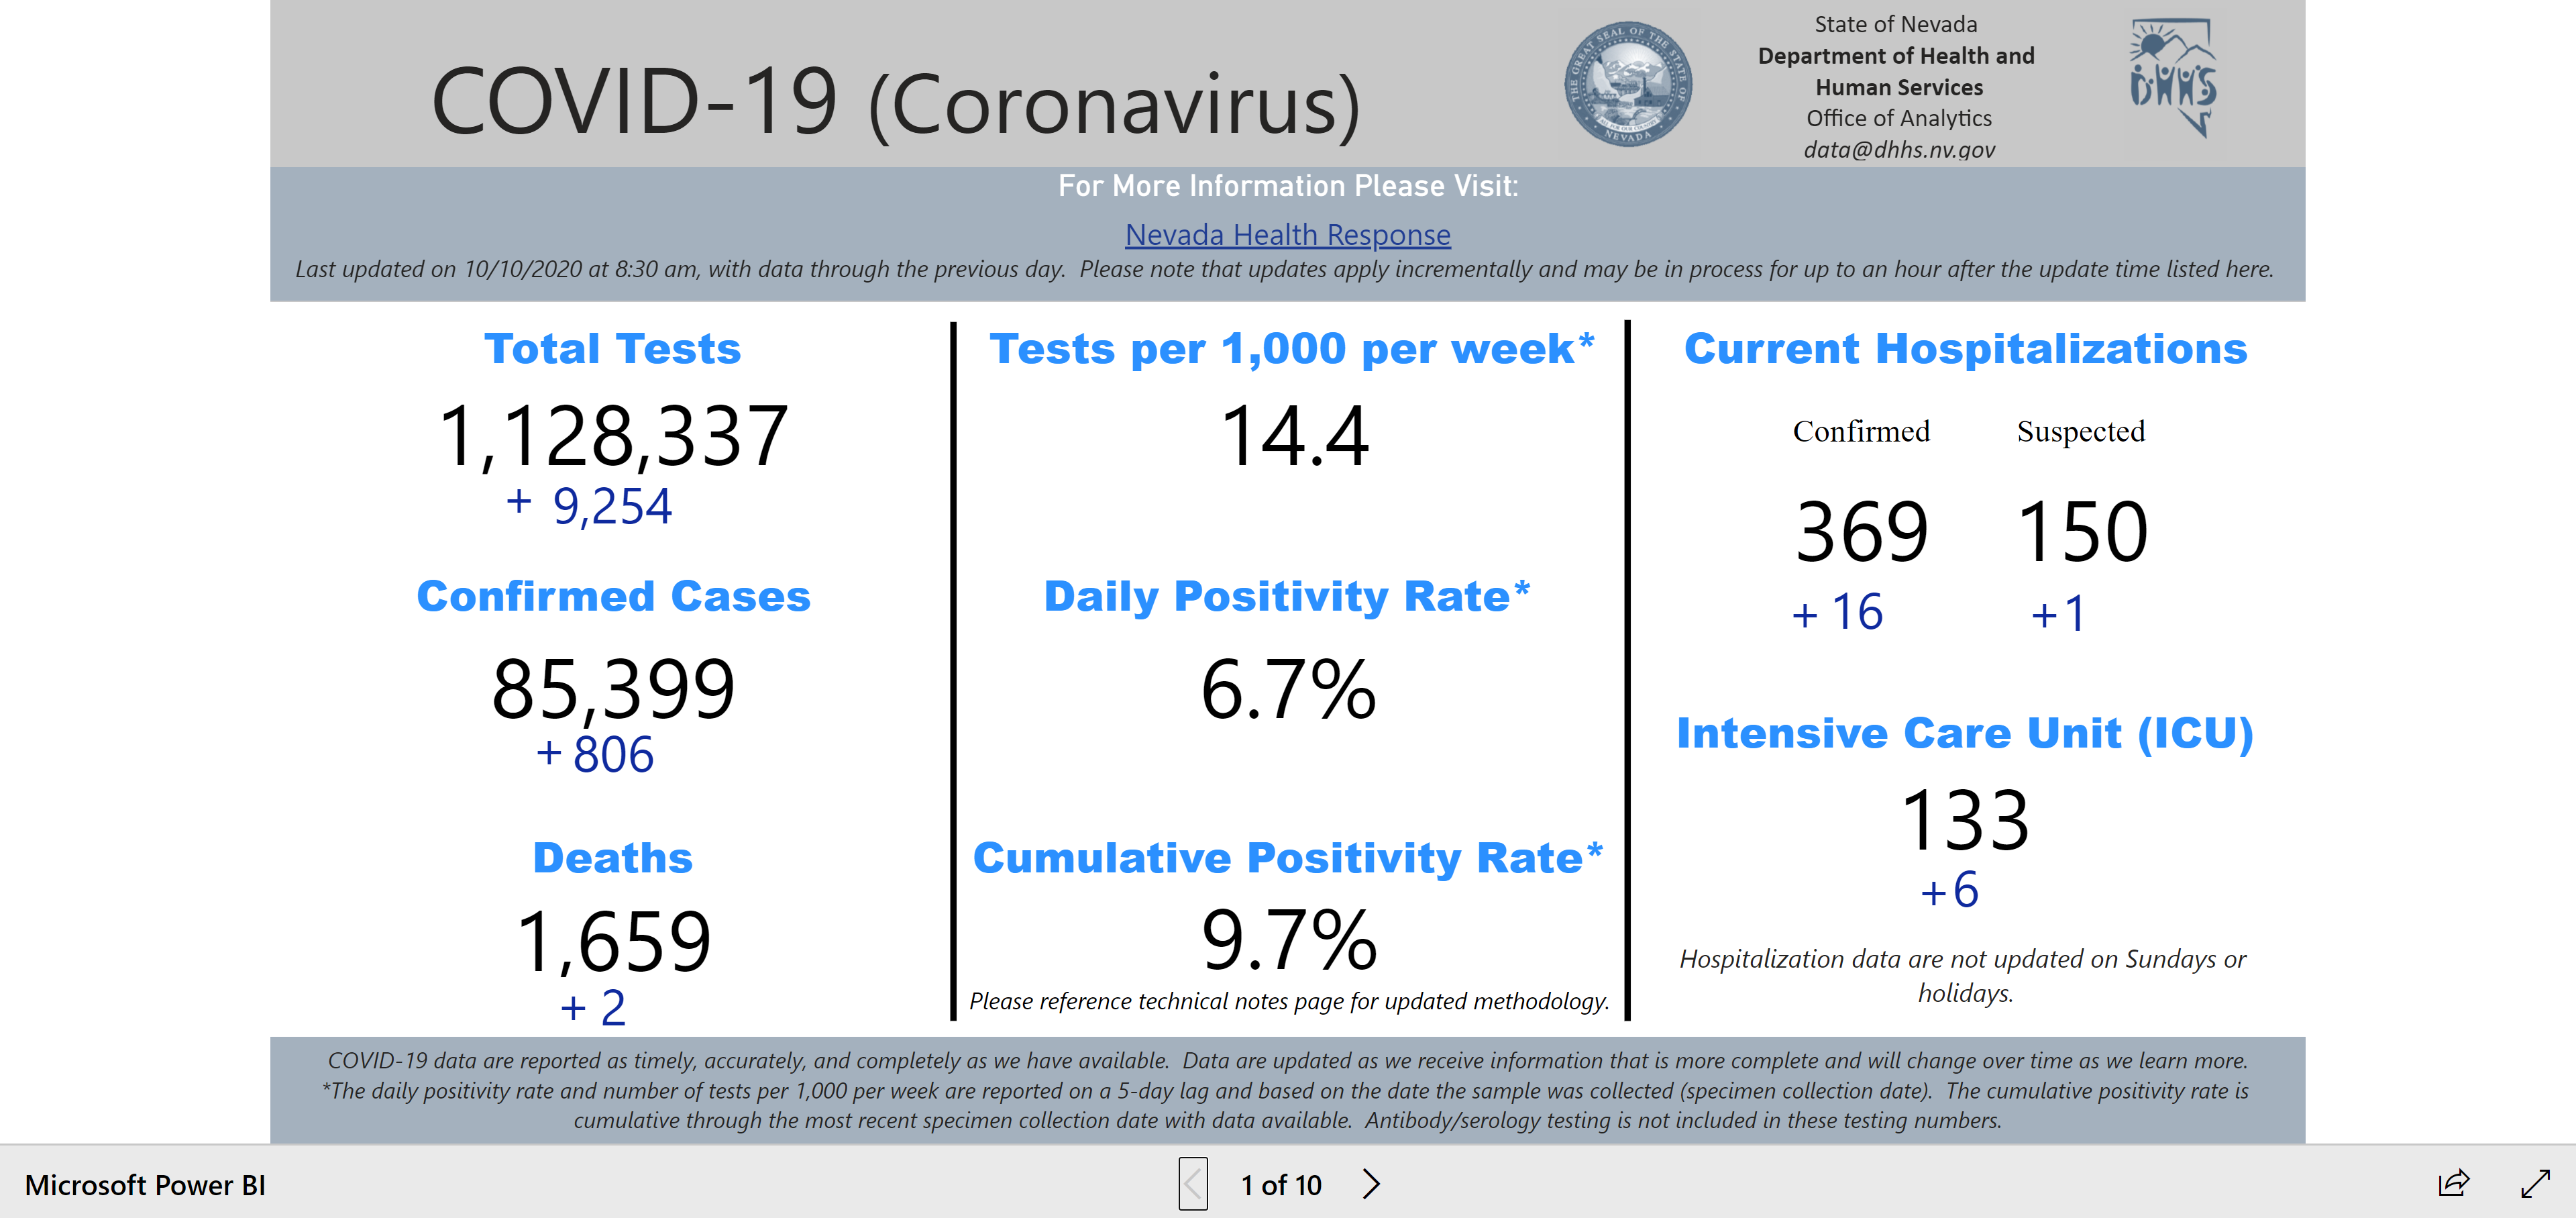 COVID-19 (Coronavirus)
THE GREAT SEAL OF THE STATE OF NEVADA
ALL FOR OUR COUNTRY
State of Nevada
Department of Health and
Human Services
Office of Analytics
data@dhhs.nv.gov
DHHS
For More Information Please Visit:
Nevada Health Response
Last updated on 10/10/2020 at 8:30 am, with data through the previous day.  Please note that updates apply incrementally and may be in process for up to an hour after the update time listed here.
Total Tests
1,128,337
+ 9,254
Confirmed Cases
85,399
+ 806
Deaths
1,659
+ 2
Tests per 1,000 per week*
14.4
Daily Positivity Rate*
6.7%
Cumulative Positivity Rate*
9.7%
Please reference technical notes page for updated methodology.
Current Hospitalizations
Confirmed Suspected
369 150
+ 16 +1
Intensive Care Unit (ICU)
133
+6
Hospitalization data are not updated on Sundays or
holidays.
COVID-19 data are reported as timely, accurately, and completely as we have available.  Data are updated as we receive information that is more complete and will change over time as we learn more.
*The daily positivity rate and number of tests per 1,000 per week are reported on a 5-day lag and based on the date the sample was collected (specimen collection date).  The cumulative positivity rate is
cumulative through the most recent specimen collection date with data available.  Antibody/serology testing is not included in these testing numbers.
Microsoft Power BI
1 of 10